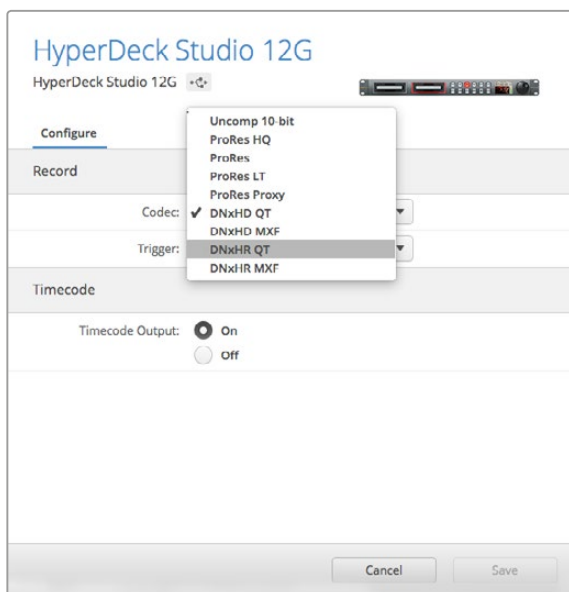 HyperDeck Studio 12G
HyperDeck Studio 12G
Configure
Record
Codec:
Uncomp 10-bit
ProRes HQ
ProRes
ProRes LT
ProRes Proxy
✓ DNxHD QT
DNxHD MXF
DNxHR QT
DNxHR MXF
Trigger:
Timecode
Timecode Output:
On
Off
Cancel
Save